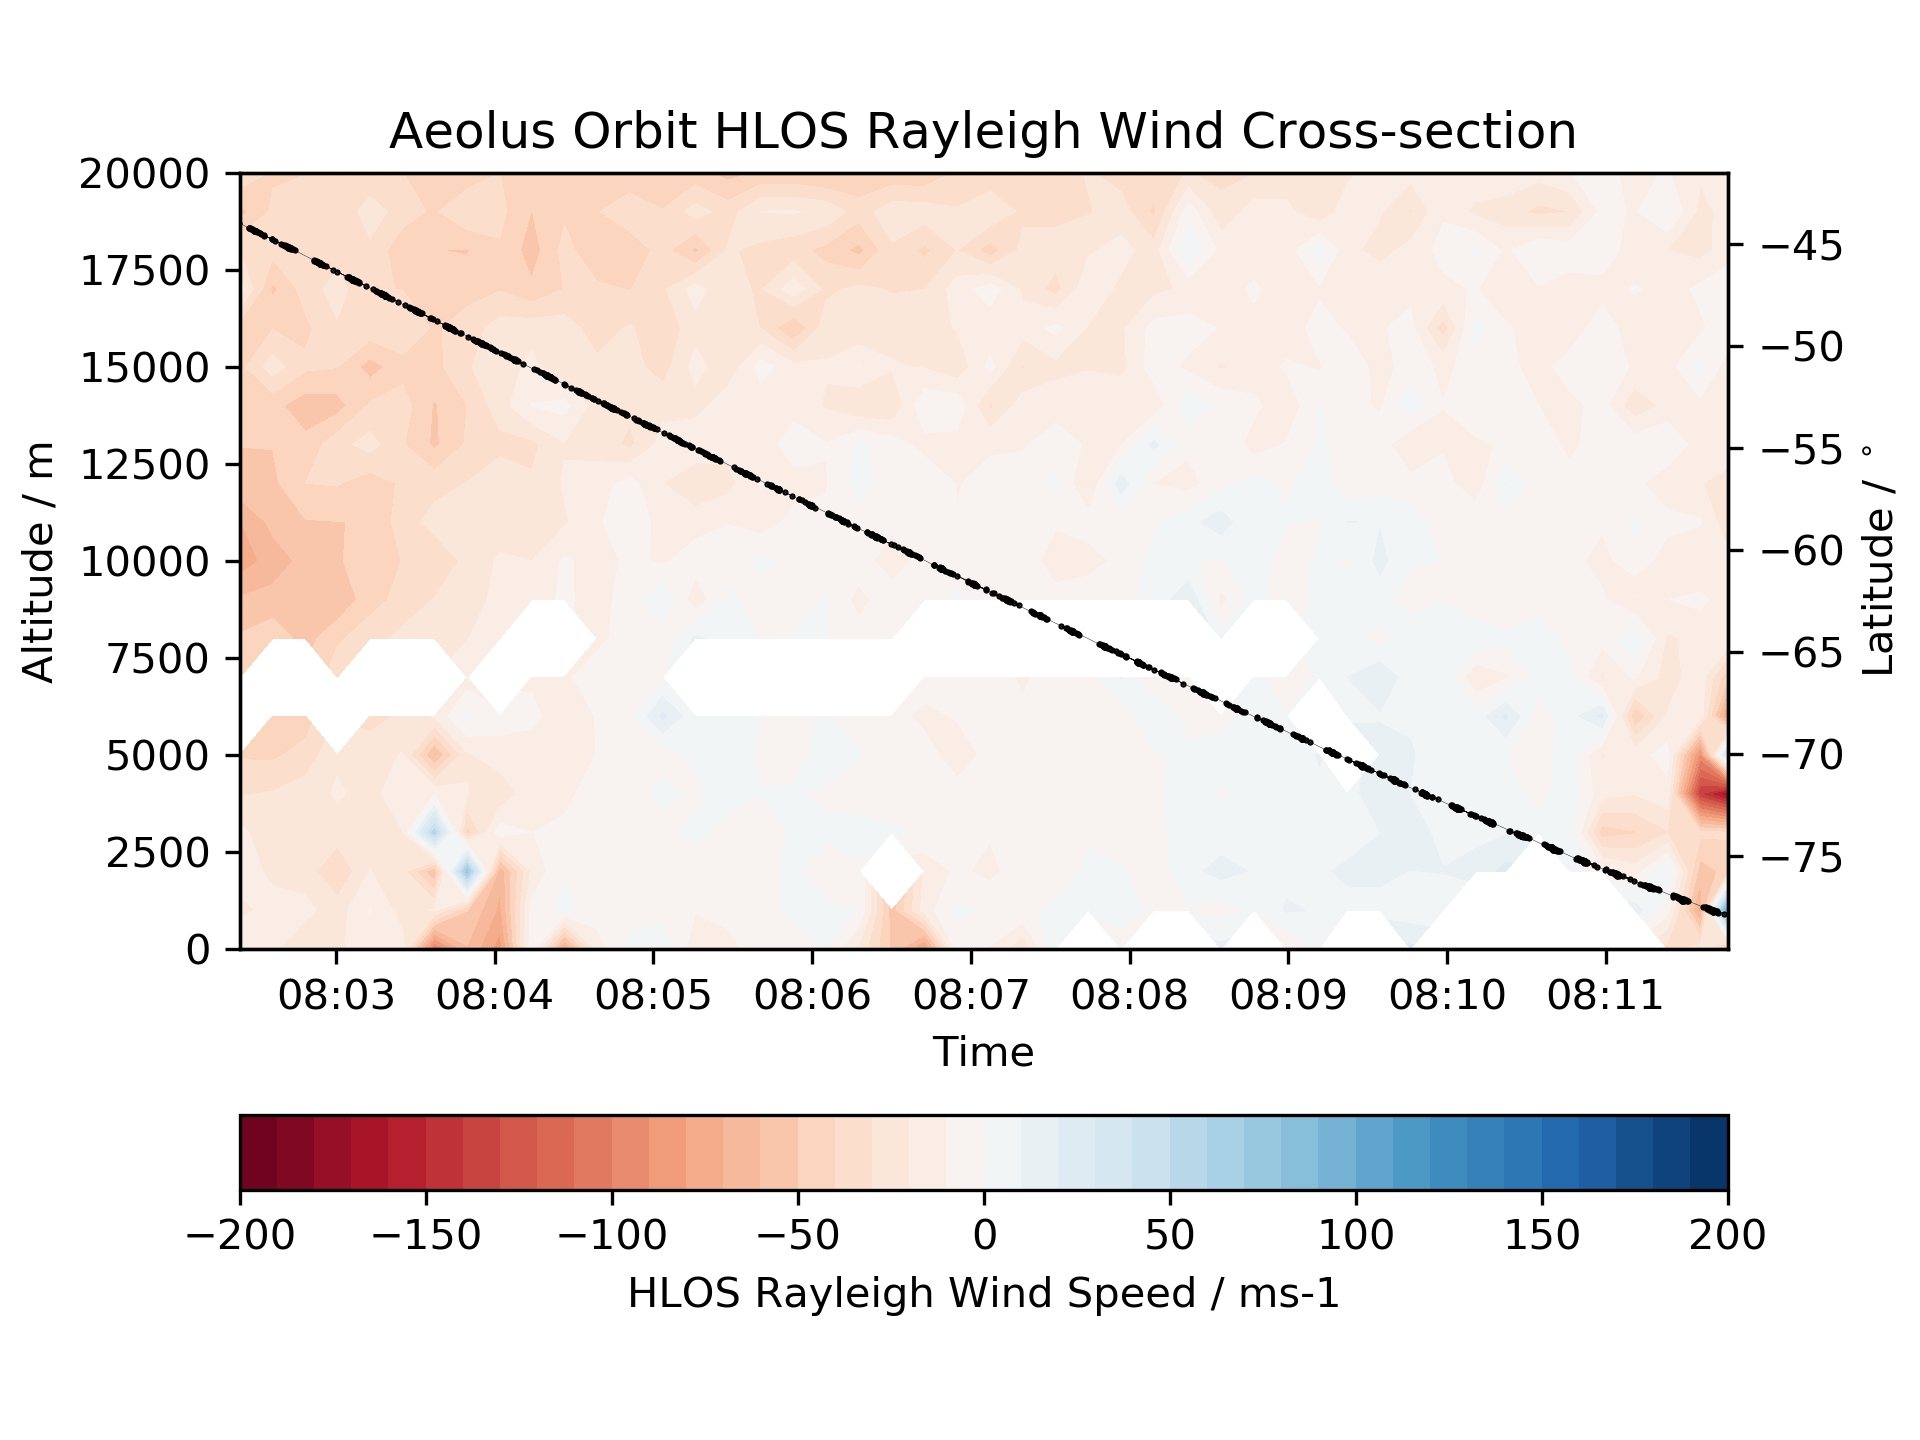 Aeolus Orbit HLOS Rayleigh Wind Cross-section
20000
17500
15000
12500
10000
7500
5000
2500
0
Altitude / m
−45
−50
−55
−60
−65
−70
−75
Latitude / °
08:03 08:04 08:05 08:06 08:07 08:08 08:09 08:10 08:11
Time
−200 −150 −100 −50 0 50 100 150 200
HLOS Rayleigh Wind Speed / ms-1